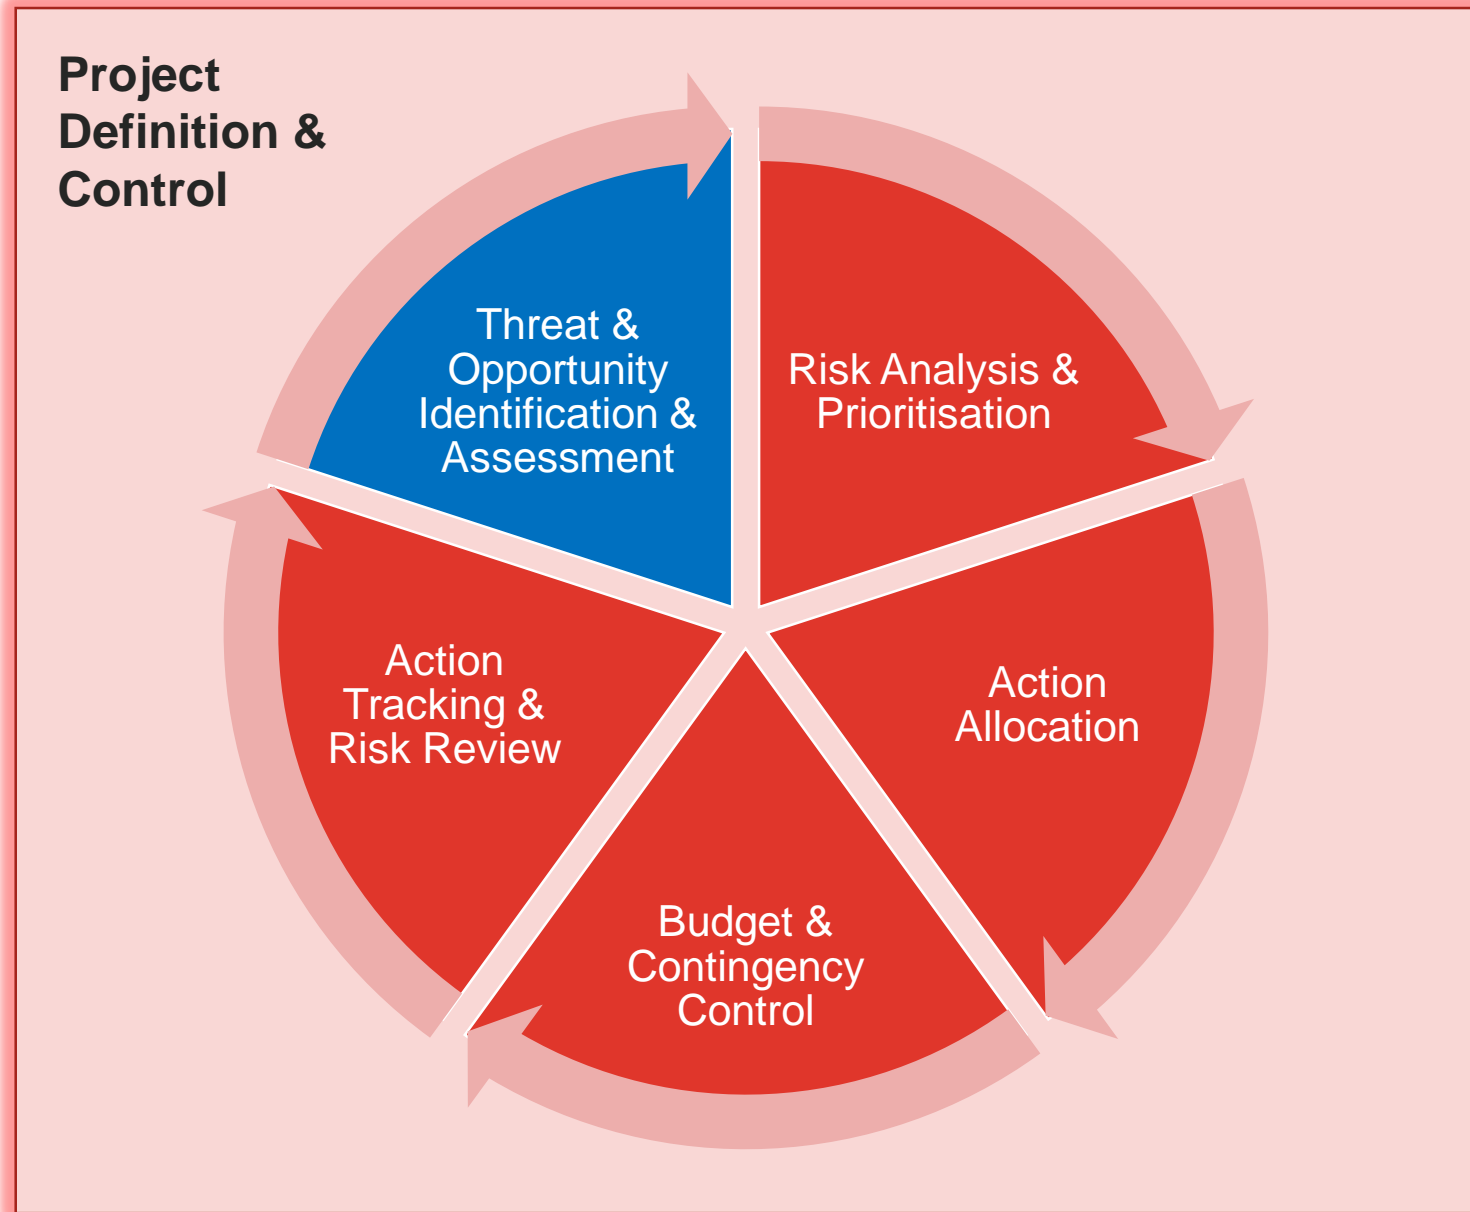 Project
Definition &
Control
Threat &
Opportunity
Identification &
Assessment
Risk Analysis &
Prioritisation
Action
Allocation
Budget &
Contingency
Control
Action
Tracking &
Risk Review